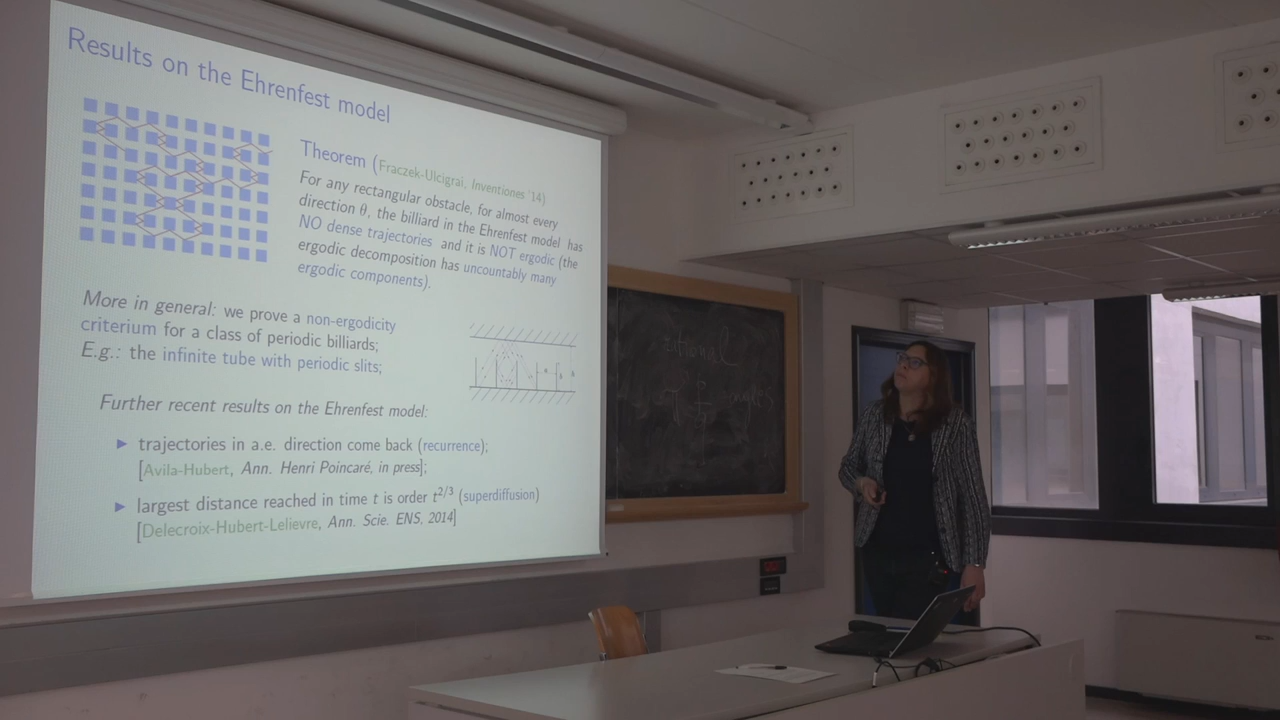 Results on the Ehrenfest model
Theorem (Fraczek-Ulcigrai, Inventiones '14)
For any rectangular obstacle, for almost every
direction θ, the billiard in the Ehrenfest model has
NO dense trajectories and it is NOT ergodic (the
ergodic decomposition has uncountably many
ergodic components).
More in general: we prove a non-ergodicity
criterium for a class of periodic billiards;
E.g.: the infinite tube with periodic slits;
Further recent results on the Ehrenfest model:
▶ trajectories in a.e. direction come back (recurrence);
[Avila-Hubert, Ann. Henri Poincaré, in press];
▶ largest distance reached in time t is order t^{2/3} (superdiffusion)
[Delecroix-Hubert-Lelievre, Ann. Scie. ENS, 2014]
π p angles